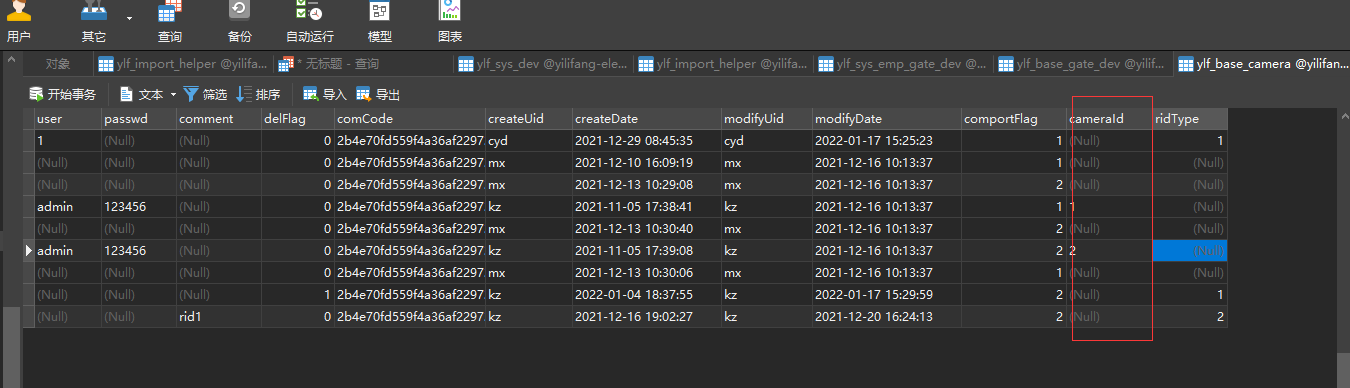 用户 其它 查询 备份 自动运行 模型 图表
对象 ylf_import_helper @yilifa... * 无标题 - 查询 ylf_sys_dev @yilifang-ele... ylf_import_helper @yilifa... ylf_sys_emp_gate_dev @... ylf_base_gate_dev @yilif... ylf_base_camera @yilifan...
开始事务 文本 筛选 排序 导入 导出
user passwd comment delFlag comCode createUid createDate modifyUid modifyDate comportFlag cameraId ridType
1 (Null) (Null) 0 2b4e70fd559f4a36af2297 cyd 2021-12-29 08:45:35 cyd 2022-01-17 15:25:23 1 (Null) 1
(Null) (Null) (Null) 0 2b4e70fd559f4a36af2297 mx 2021-12-10 16:09:19 mx 2021-12-16 10:13:37 1 (Null) (Null)
(Null) (Null) (Null) 0 2b4e70fd559f4a36af2297 mx 2021-12-13 10:29:08 mx 2021-12-16 10:13:37 2 (Null) (Null)
admin 123456 (Null) 0 2b4e70fd559f4a36af2297 kz 2021-11-05 17:38:41 kz 2021-12-16 10:13:37 1 1 (Null)
(Null) (Null) (Null) 0 2b4e70fd559f4a36af2297 mx 2021-12-13 10:30:40 mx 2021-12-16 10:13:37 2 (Null) (Null)
admin 123456 (Null) 0 2b4e70fd559f4a36af2297 kz 2021-11-05 17:39:08 kz 2021-12-16 10:13:37 2 2 (Null)
(Null) (Null) (Null) 0 2b4e70fd559f4a36af2297 mx 2021-12-13 10:30:06 mx 2021-12-16 10:13:37 1 (Null) (Null)
(Null) (Null) (Null) 1 2b4e70fd559f4a36af2297 kz 2022-01-04 18:37:55 kz 2022-01-17 15:29:59 2 (Null) 1
(Null) (Null) rid1 0 2b4e70fd559f4a36af2297 kz 2021-12-16 19:02:27 kz 2021-12-20 16:24:13 2 (Null) 2